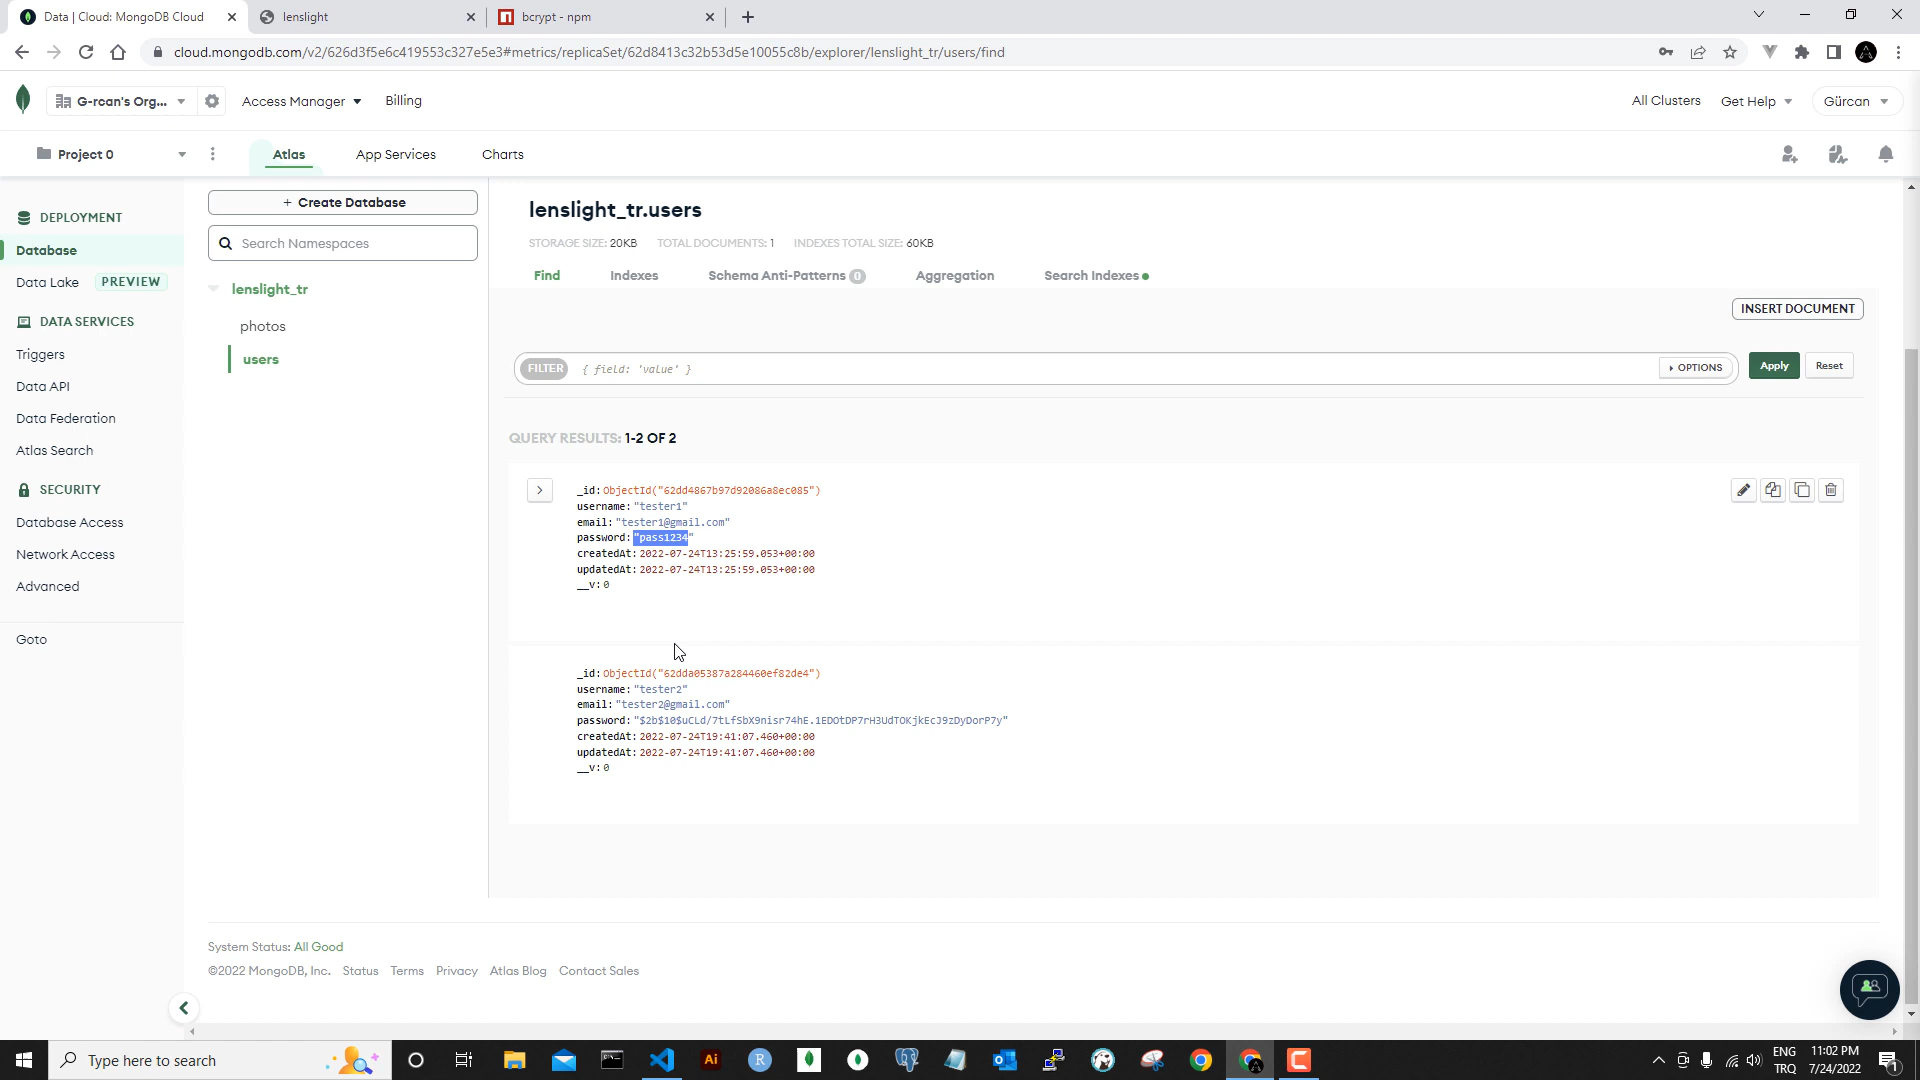 Data | Cloud: MongoDB Cloud
lenslight
bcrypt - npm
cloud.mongodb.com/v2/626d3f5e6c419553c327e5e3#metrics/replicaSet/62d8413c32b53d5e10055c8b/explorer/lenslight_tr/users/find
G-rcan's Org...
Access Manager
Billing
All Clusters
Get Help
Gürcan
Project 0
Atlas
App Services
Charts
DEPLOYMENT
Database
Data Lake PREVIEW
DATA SERVICES
Triggers
Data API
Data Federation
Atlas Search
SECURITY
Database Access
Network Access
Advanced
Goto
+ Create Database
Search Namespaces
lenslight_tr
photos
users
lenslight_tr.users
STORAGE SIZE: 20KB TOTAL DOCUMENTS: 1 INDEXES TOTAL SIZE: 60KB
Find Indexes Schema Anti-Patterns 0 Aggregation Search Indexes
INSERT DOCUMENT
FILTER { field: 'value' } OPTIONS Apply Reset
QUERY RESULTS: 1-2 OF 2
_id: ObjectId("62dd4867b97d92086a8ec085")
username: "tester1"
email: "tester1@gmail.com"
password: "pass1234"
createdAt: 2022-07-24T13:25:59.053+00:00
updatedAt: 2022-07-24T13:25:59.053+00:00
__v: 0
_id: ObjectId("62dda05387a284460ef82de4")
username: "tester2"
email: "tester2@gmail.com"
password: "$2b$10$uCLd/7tLfSbX9nisr74hE.1EDOtDP7rH3UdTOKjkEcJ9zDyDorP7y"
createdAt: 2022-07-24T19:41:07.460+00:00
updatedAt: 2022-07-24T19:41:07.460+00:00
__v: 0
System Status: All Good
©2022 MongoDB, Inc. Status Terms Privacy Atlas Blog Contact Sales
Type here to search
Ai
R
ENG
TRQ
11:02 PM
7/24/2022
1